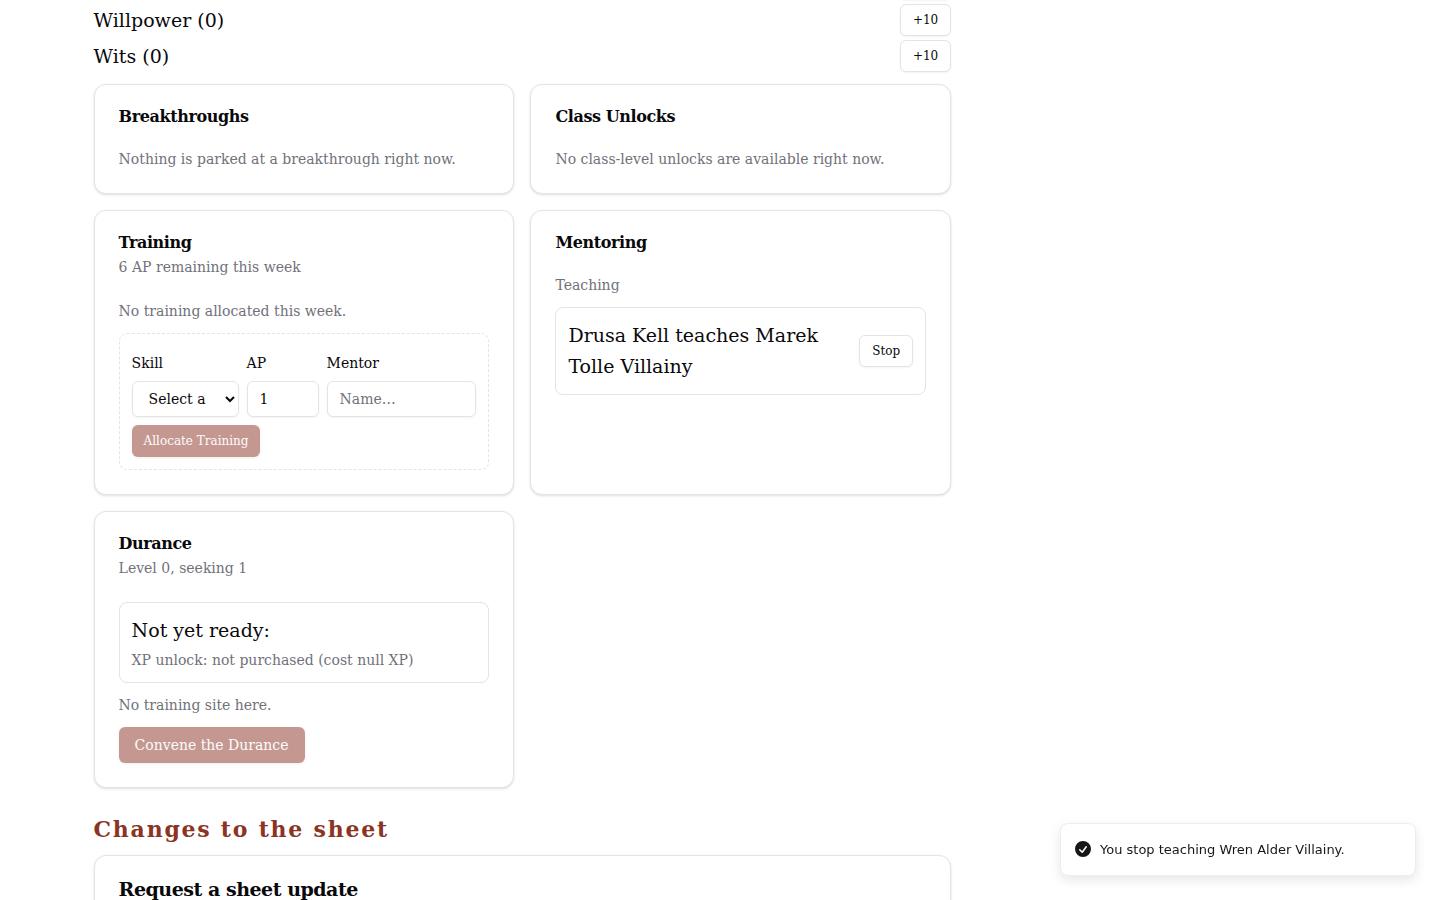 Willpower (0)
+10
Wits (0)
+10
Breakthroughs
Nothing is parked at a breakthrough right now.
Class Unlocks
No class-level unlocks are available right now.
Training
6 AP remaining this week
No training allocated this week.
Skill
AP
Mentor
Select a
1
Name...
Allocate Training
Mentoring
Teaching
Drusa Kell teaches Marek
Tolle Villainy
Stop
Durance
Level 0, seeking 1
Not yet ready:
XP unlock: not purchased (cost null XP)
No training site here.
Convene the Durance
Changes to the sheet
Request a sheet update
You stop teaching Wren Alder Villainy.